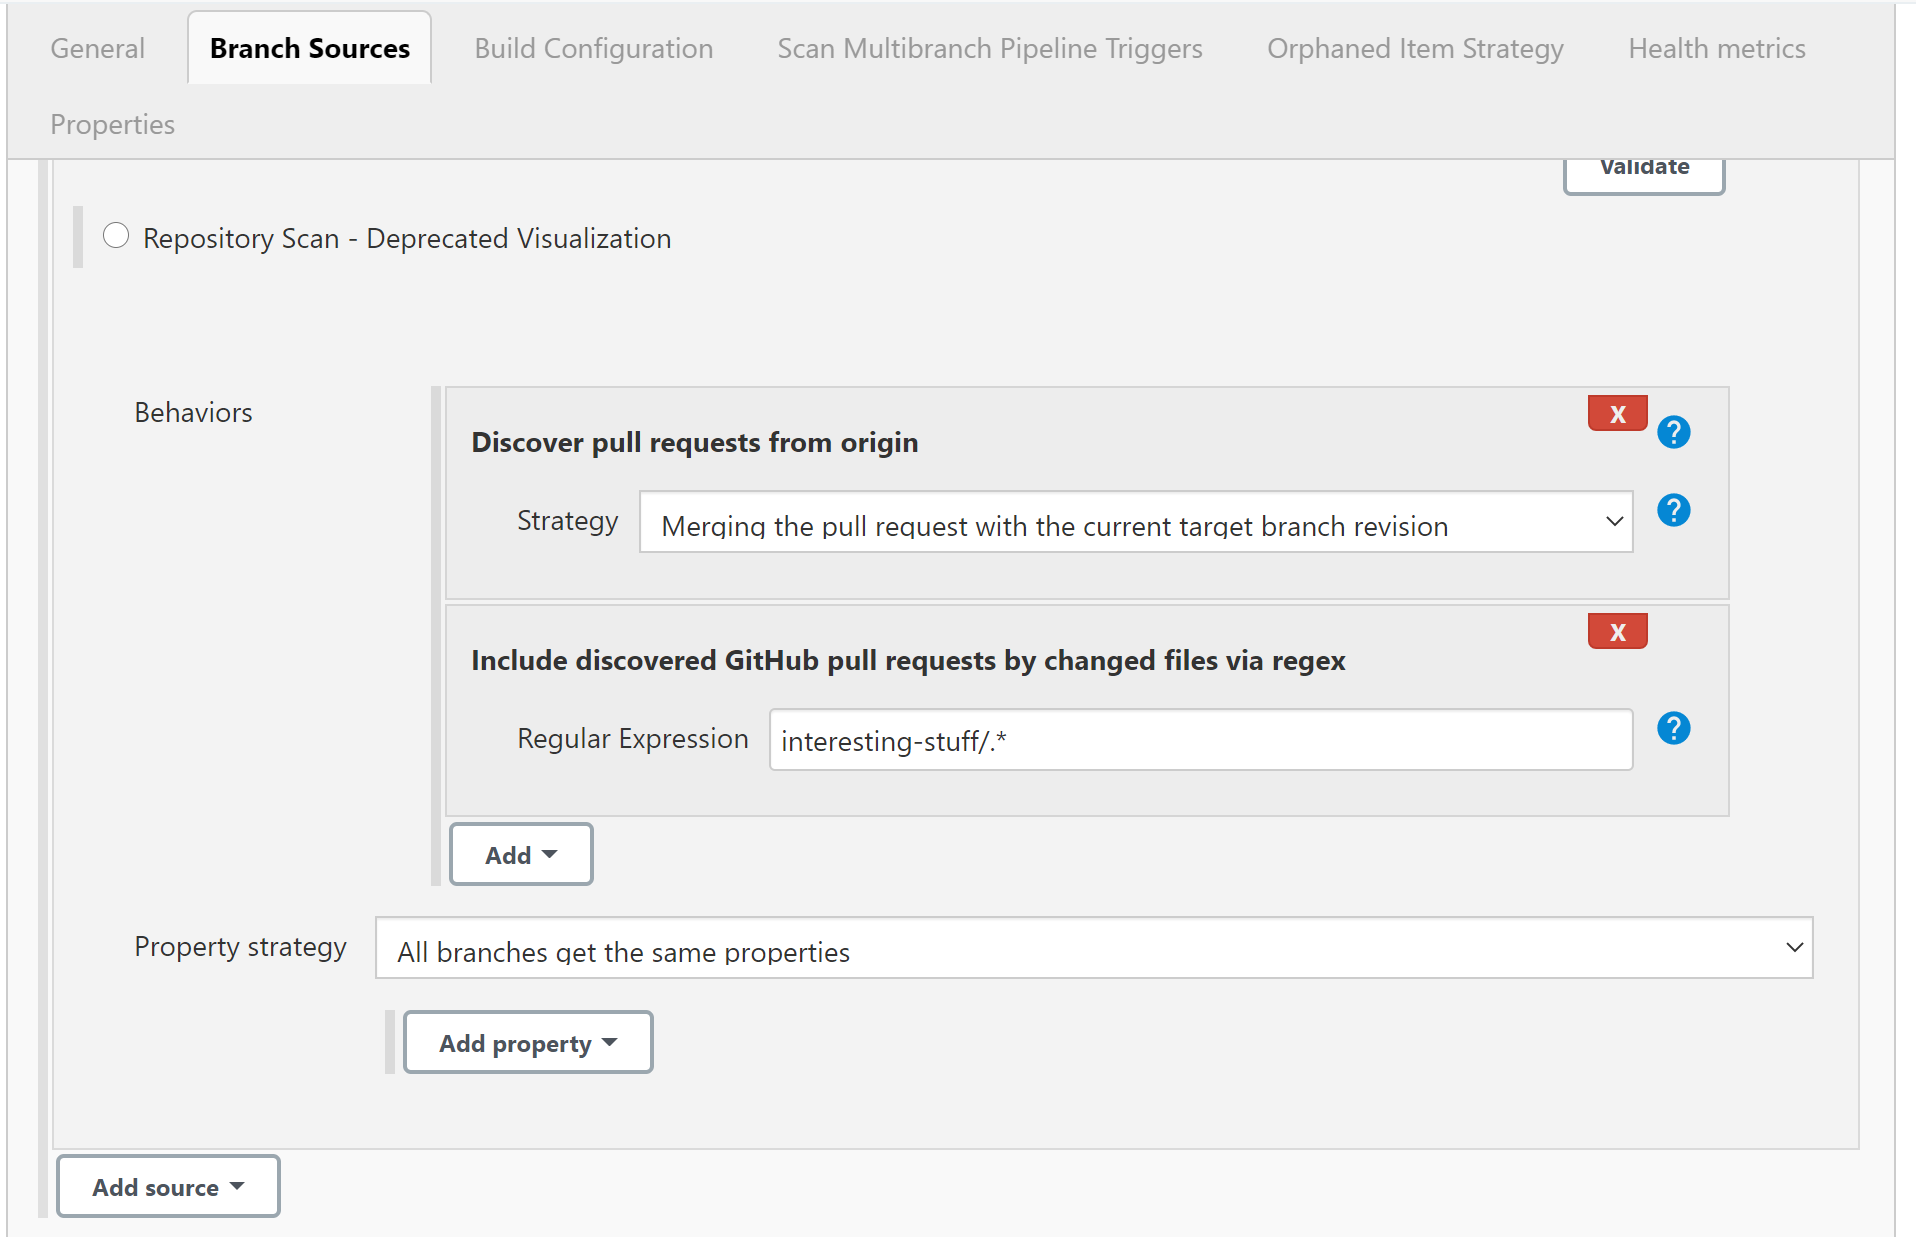 General
Branch Sources
Build Configuration
Scan Multibranch Pipeline Triggers
Orphaned Item Strategy
Health metrics
Properties
Validate
Repository Scan - Deprecated Visualization
Behaviors
X
Discover pull requests from origin
?
Strategy
Merging the pull request with the current target branch revision
?
X
Include discovered GitHub pull requests by changed files via regex
Regular Expression
interesting-stuff/.*
?
Add
Property strategy
All branches get the same properties
Add property
Add source